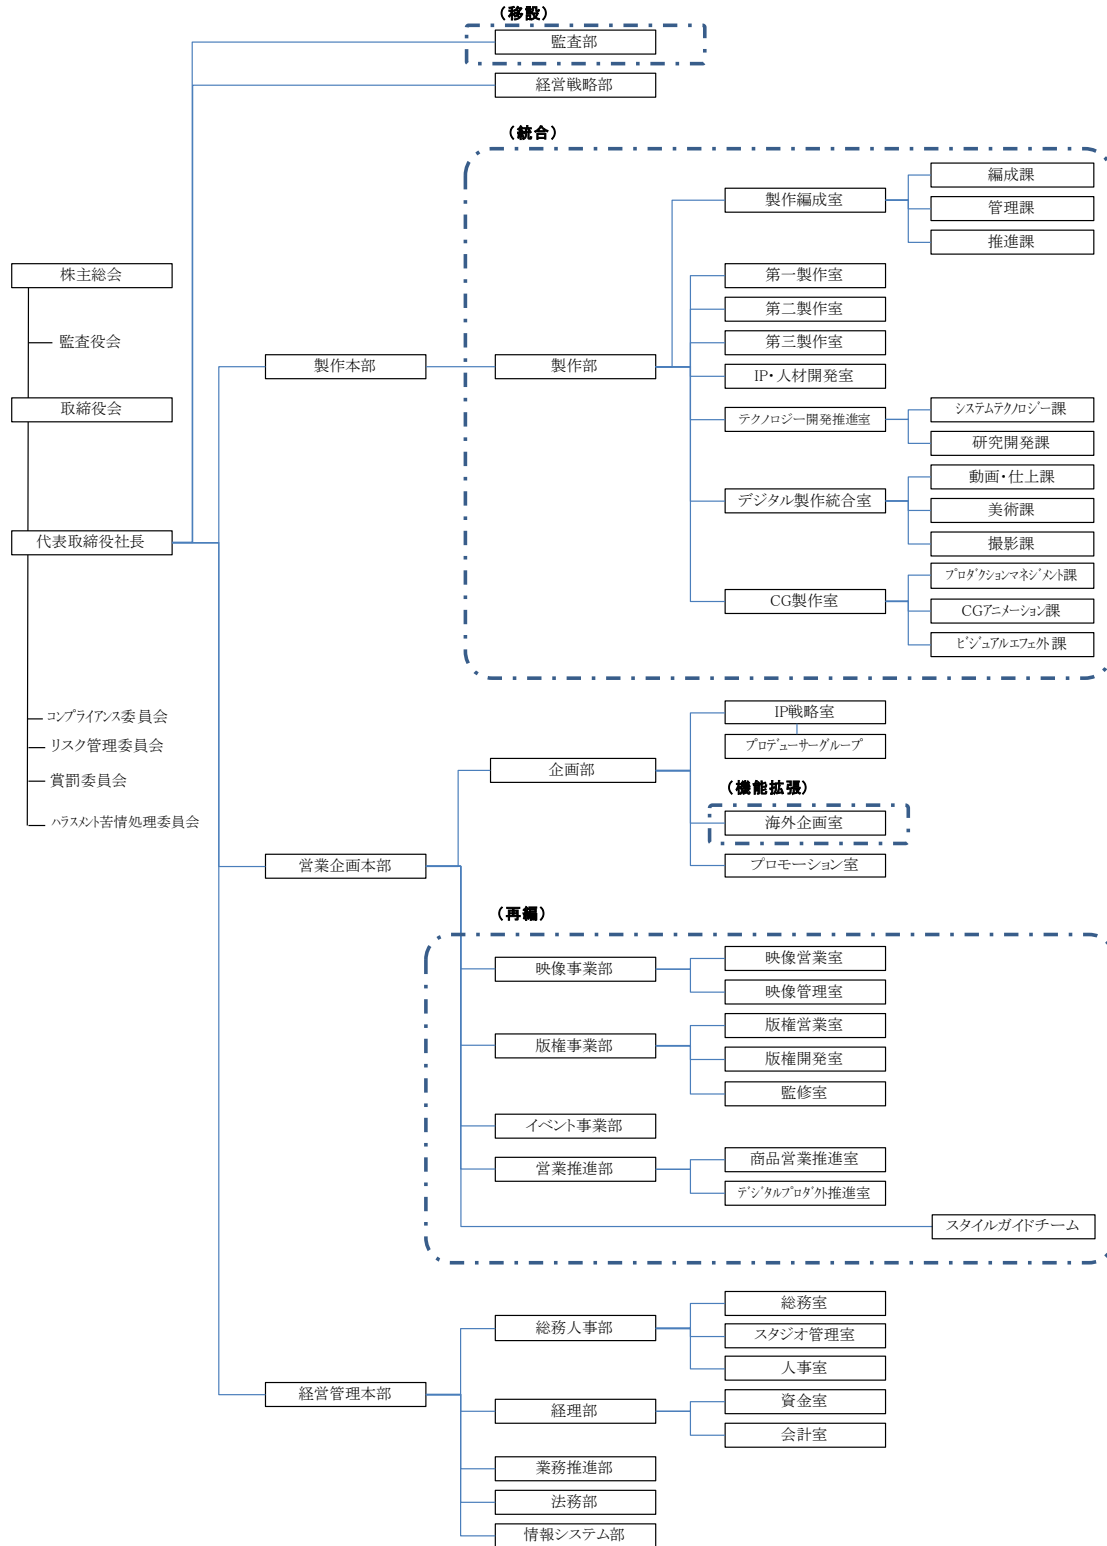 （移設）
監査部
経営戦略部
（統合）
製作編成室
編成課
管理課
推進課
株主総会
監査役会
取締役会
代表取締役社長
コンプライアンス委員会
リスク管理委員会
賞罰委員会
ハラスメント苦情処理委員会
製作本部
製作部
第一製作室
第二製作室
第三製作室
IP・人材開発室
テクノロジー開発推進室
システムテクノロジー課
研究開発課
デジタル製作統合室
動画・仕上課
美術課
撮影課
CG製作室
プロダクションマネジメント課
CGアニメーション課
ビジュアルエフェクト課
営業企画本部
企画部
IP戦略室
プロデューサーグループ
（機能拡張）
海外企画室
プロモーション室
（再編）
映像事業部
映像営業室
映像管理室
版権事業部
版権営業室
版権開発室
監修室
イベント事業部
営業推進部
商品営業推進室
デジタルプロダクト推進室
スタイルガイドチーム
経営管理本部
総務人事部
総務室
スタジオ管理室
人事室
経理部
資金室
会計室
業務推進部
法務部
情報システム部